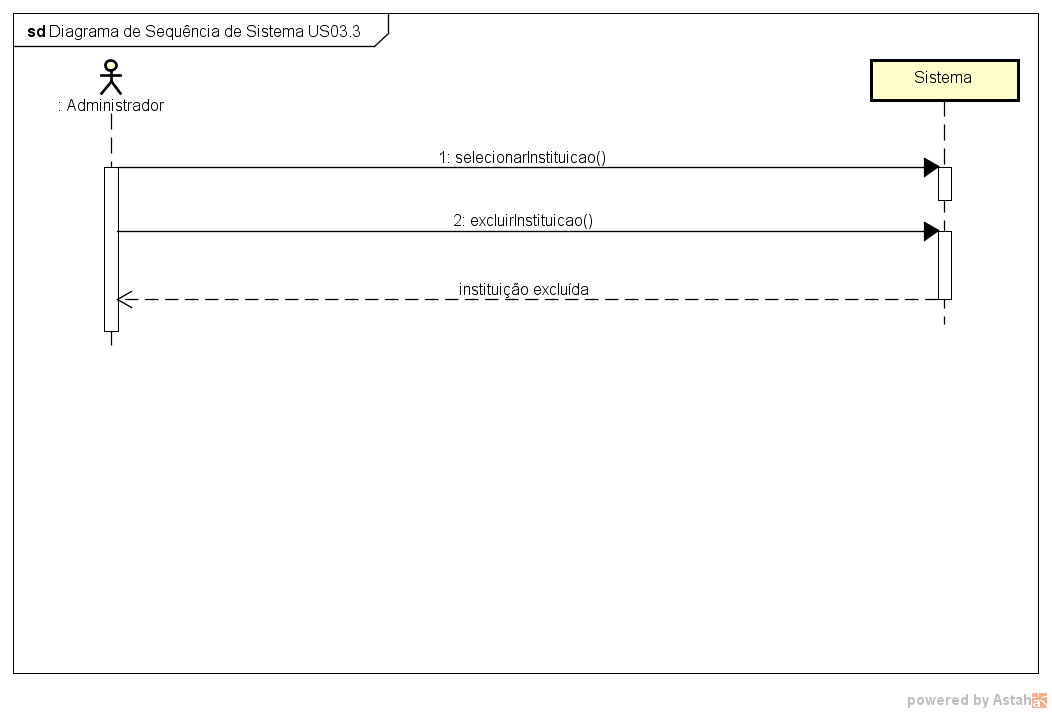 sd Diagrama de Sequência de Sistema US03.3
: Administrador
Sistema
1: selecionarInstituicao()
2: excluirInstituicao()
instituição excluída
powered by Astah